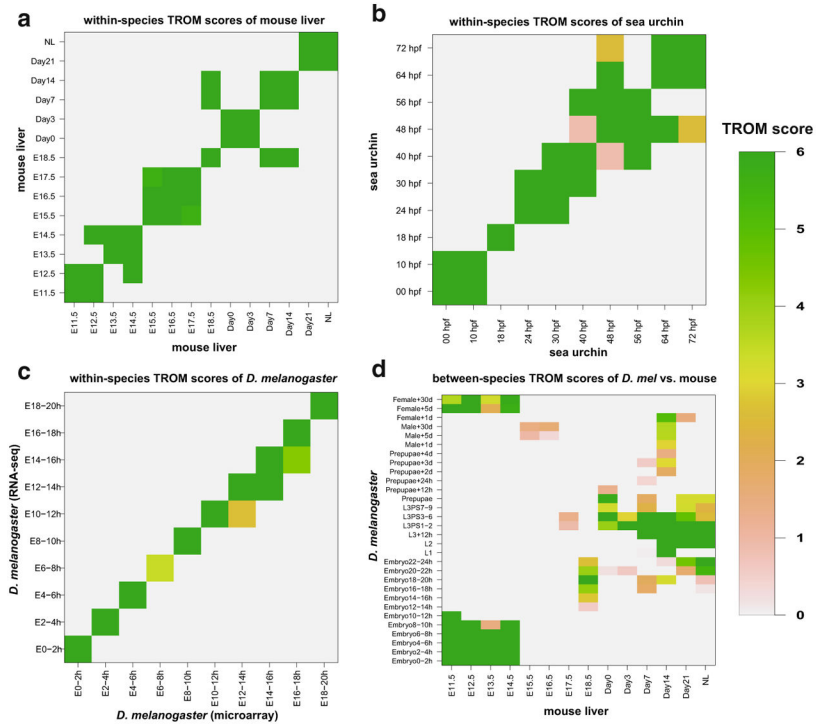 a
within-species TROM scores of mouse liver
NL
Day21
Day14
Day7
Day3
Day0
E18.5
E17.5
E16.5
E15.5
E14.5
E13.5
E12.5
E11.5
mouse liver
E11.5 E12.5 E13.5 E14.5 E15.5 E16.5 E17.5 E18.5 Day0 Day3 Day7 Day14 Day21 NL
mouse liver
b
within-species TROM scores of sea urchin
72 hpf
64 hpf
56 hpf
48 hpf
40 hpf
30 hpf
24 hpf
18 hpf
10 hpf
00 hpf
sea urchin
00 hpf 10 hpf 18 hpf 24 hpf 30 hpf 40 hpf 48 hpf 56 hpf 64 hpf 72 hpf
sea urchin
TROM score
6
5
4
3
2
1
0
c
within-species TROM scores of D. melanogaster
E18-20h
E16-18h
E14-16h
E12-14h
E10-12h
E8-10h
E6-8h
E4-6h
E2-4h
E0-2h
D. melanogaster (RNA-seq)
E0-2h E2-4h E4-6h E6-8h E8-10h E10-12h E12-14h E14-16h E16-18h E18-20h
D. melanogaster (microarray)
d
between-species TROM scores of D. mel vs. mouse
Female+30d
Female+5d
Female+1d
Male+30d
Male+5d
Male+1d
Prepupae+4d
Prepupae+3d
Prepupae+2d
Prepupae+24h
Prepupae+12h
Prepupae
L3PS7-9
L3PS3-6
L3PS1-2
L3+12h
L2
L1
Embryo22-24h
Embryo20-22h
Embryo18-20h
Embryo16-18h
Embryo14-16h
Embryo12-14h
Embryo10-12h
Embryo8-10h
Embryo6-8h
Embryo4-6h
Embryo2-4h
Embryo0-2h
D. melanogaster
E11.5 E12.5 E13.5 E14.5 E15.5 E16.5 E17.5 E18.5 Day0 Day3 Day7 Day14 Day21 NL
mouse liver